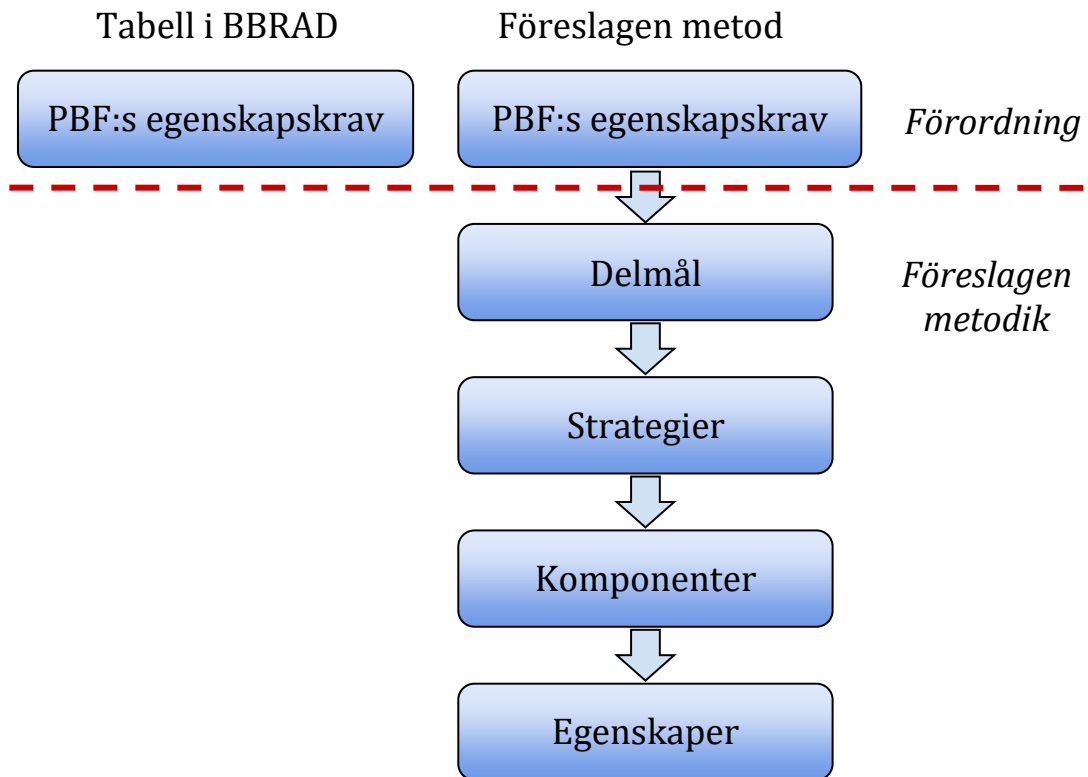 Tabell i BBRAD
Föreslagen metod
PBF:s egenskapskrav
PBF:s egenskapskrav
Förordning
Delmål
Föreslagen
metodik
Strategier
Komponenter
Egenskaper